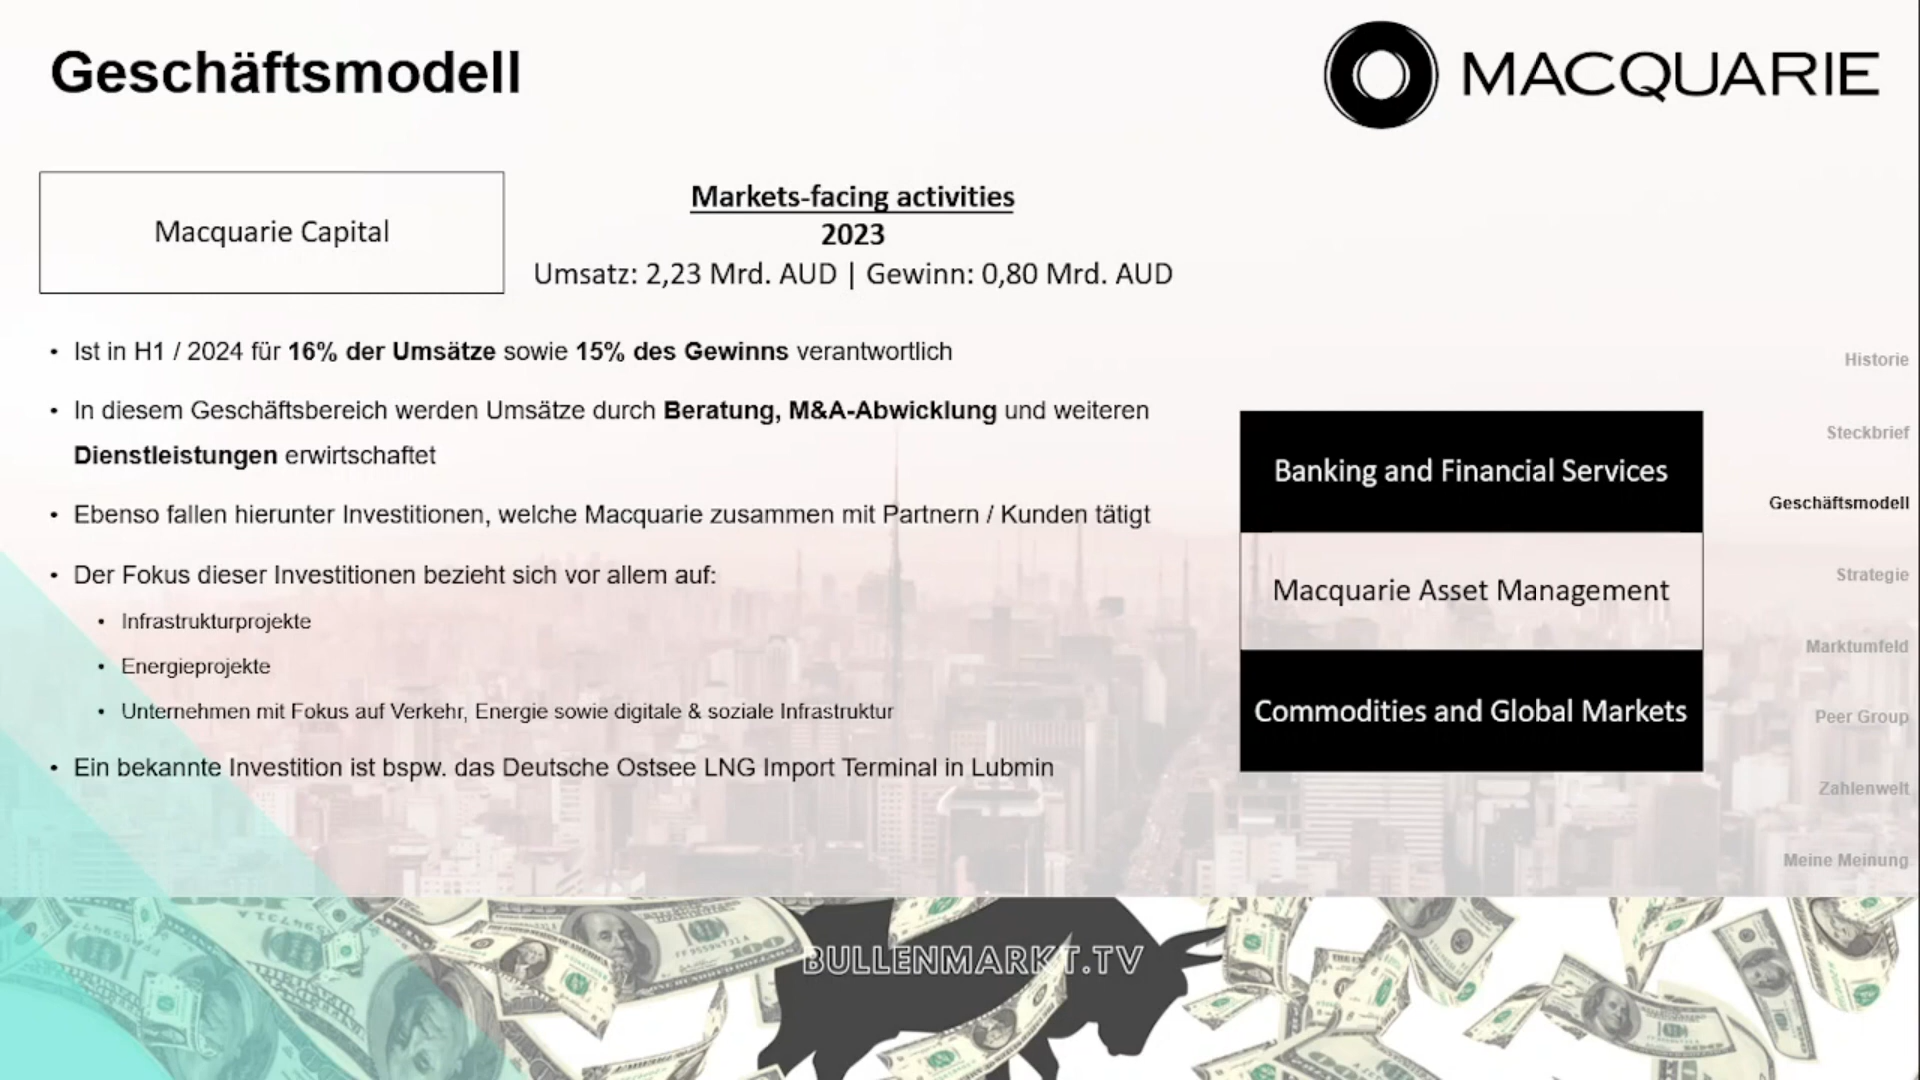 Geschäftsmodell
MACQUARIE
Macquarie Capital
Markets-facing activities
2023
Umsatz: 2,23 Mrd. AUD | Gewinn: 0,80 Mrd. AUD
• Ist in H1 / 2024 für 16% der Umsätze sowie 15% des Gewinns verantwortlich
• In diesem Geschäftsbereich werden Umsätze durch Beratung, M&A-Abwicklung und weiteren
Dienstleistungen erwirtschaftet
• Ebenso fallen hierunter Investitionen, welche Macquarie zusammen mit Partnern / Kunden tätigt
• Der Fokus dieser Investitionen bezieht sich vor allem auf:
• Infrastrukturprojekte
• Energieprojekte
• Unternehmen mit Fokus auf Verkehr, Energie sowie digitale & soziale Infrastruktur
• Ein bekannte Investition ist bspw. das Deutsche Ostsee LNG Import Terminal in Lubmin
Banking and Financial Services
Macquarie Asset Management
Commodities and Global Markets
Historie
Steckbrief
Geschäftsmodell
Strategie
Marktumfeld
Peer Group
Zahlenwelt
Meine Meinung
BULLENMARKT.TV
100